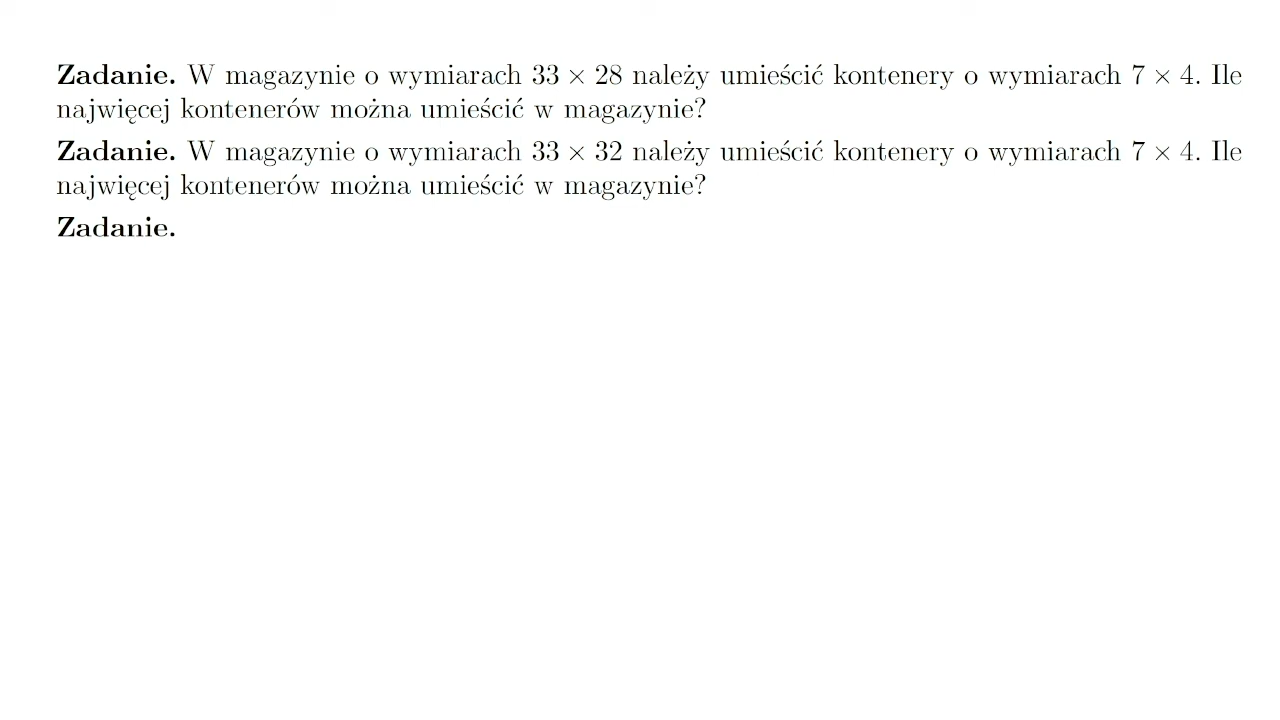 Zadanie. W magazynie o wymiarach 33 × 28 należy umieścić kontenery o wymiarach 7 × 4. Ile
najwięcej kontenerów można umieścić w magazynie?
Zadanie. W magazynie o wymiarach 33 × 32 należy umieścić kontenery o wymiarach 7 × 4. Ile
najwięcej kontenerów można umieścić w magazynie?
Zadanie.